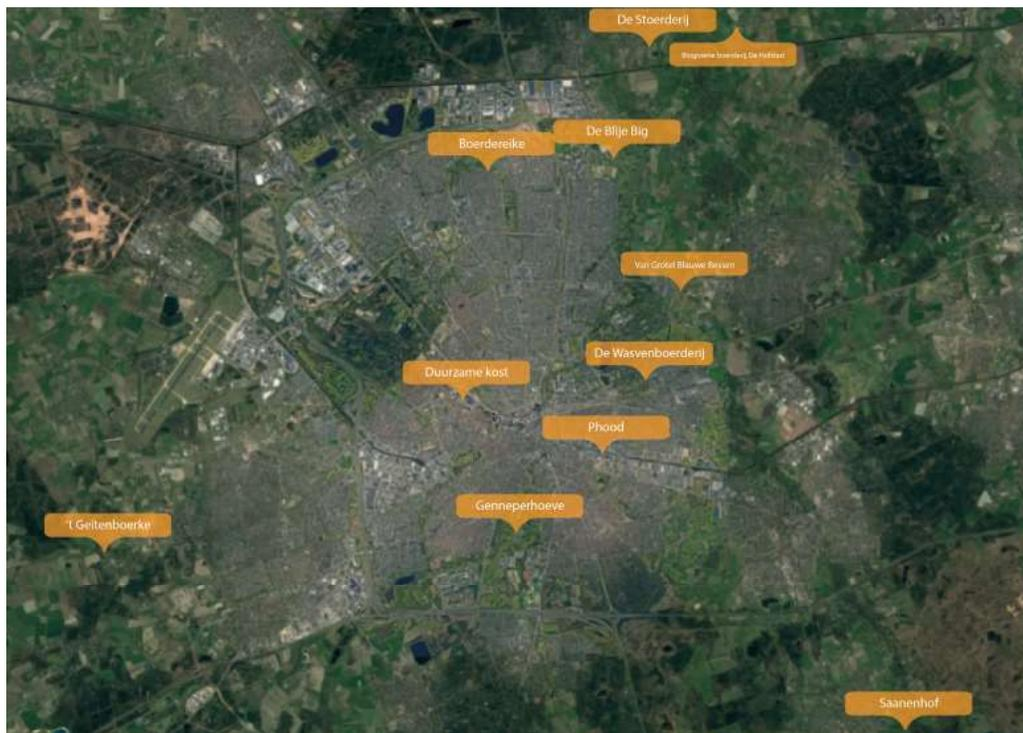 De Stoerderij
Biogroene boerderij De Hofstad
De Blije Big
Boerdereike
Van Grotel Blauwe Bessen
De Wasvenboerderij
Duurzame kost
Phood
Genneperhoeve
't Geitenboerke
Saanenhof